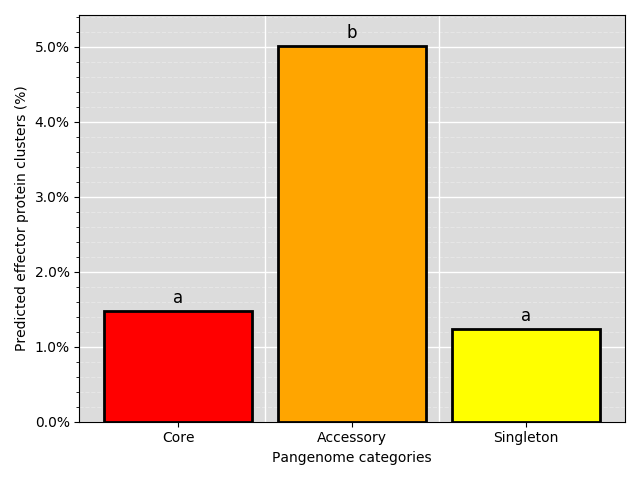 b
a
a
5.0%
4.0%
3.0%
2.0%
1.0%
0.0%
Predicted effector protein clusters (%)
Core
Accessory
Singleton
Pangenome categories